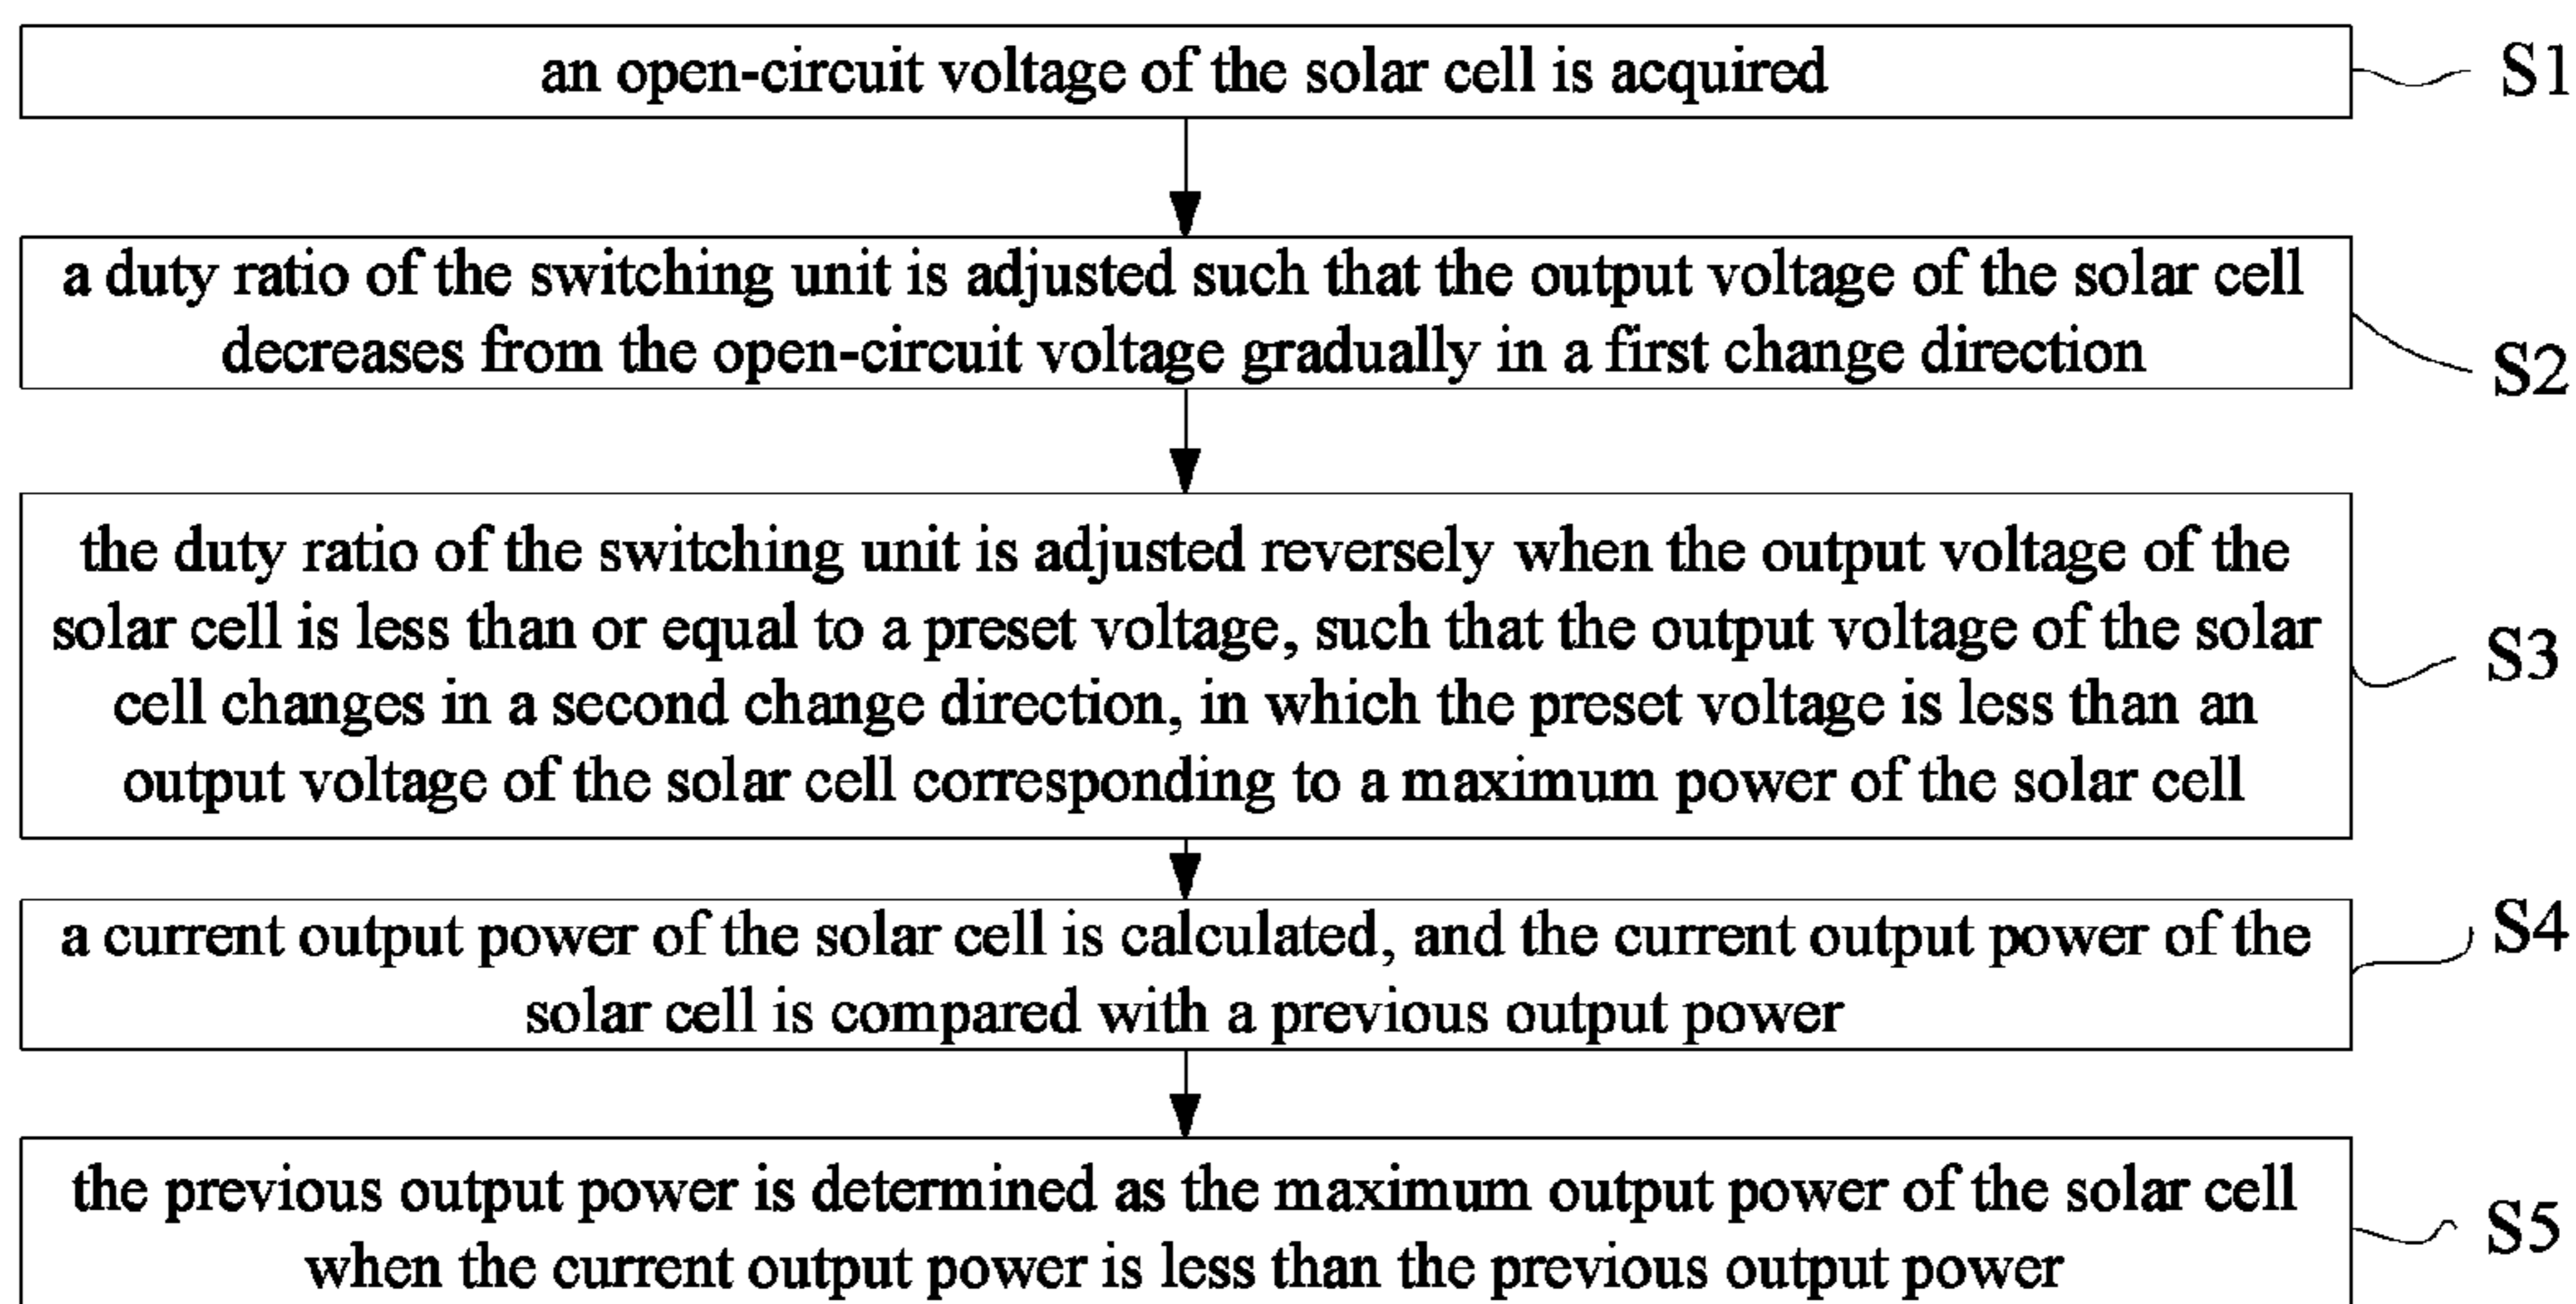 an open-circuit voltage of the solar cell is acquired
S1
a duty ratio of the switching unit is adjusted such that the output voltage of the solar cell
decreases from the open-circuit voltage gradually in a first change direction
S2
the duty ratio of the switching unit is adjusted reversely when the output voltage of the
solar cell is less than or equal to a preset voltage, such that the output voltage of the solar
cell changes in a second change direction, in which the preset voltage is less than an
output voltage of the solar cell corresponding to a maximum power of the solar cell
S3
a current output power of the solar cell is calculated, and the current output power of the
solar cell is compared with a previous output power
S4
the previous output power is determined as the maximum output power of the solar cell
when the current output power is less than the previous output power
S5